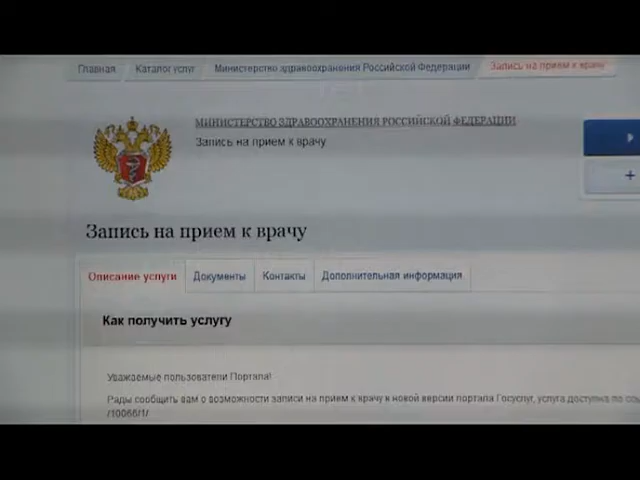 Главная Каталог услуг Министерство здравоохранения Российской Федерации Запись на прием к врачу
МИНИСТЕРСТВО ЗДРАВООХРАНЕНИЯ РОССИЙСКОЙ ФЕДЕРАЦИИ
Запись на прием к врачу
+
Запись на прием к врачу
Описание услуги Документы Контакты Дополнительная информация
Как получить услугу
Уважаемые пользователи Портала!
Рады сообщить вам о возможности записи на прием к врачу в новой версии портала Госуслуг, услуга доступна по
/10066/1/